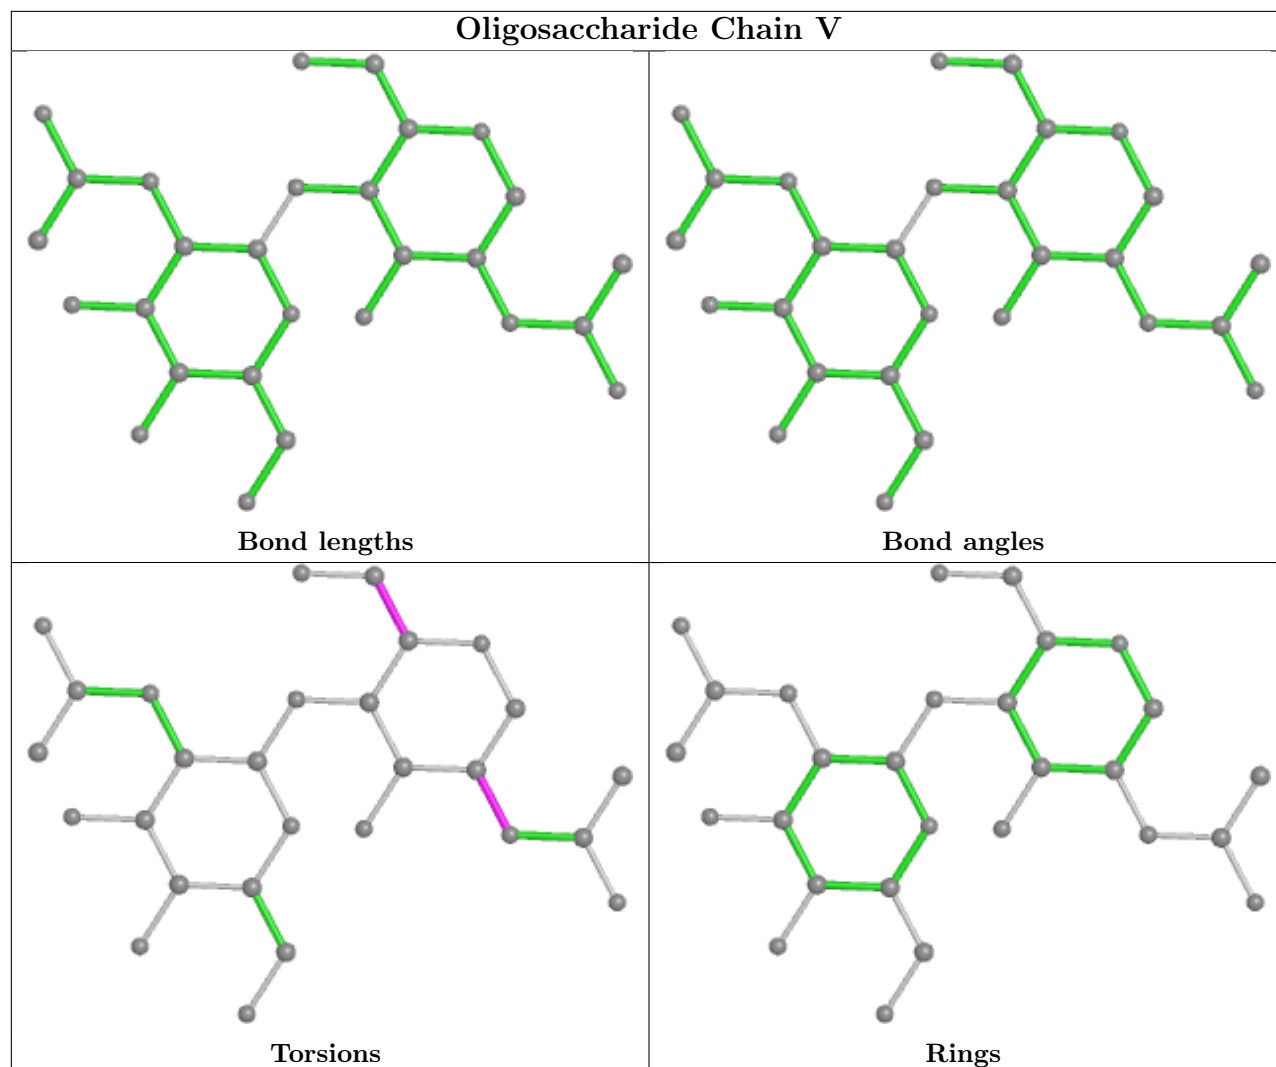 Oligosaccharide Chain V
Bond lengths
Bond angles
Torsions
Rings